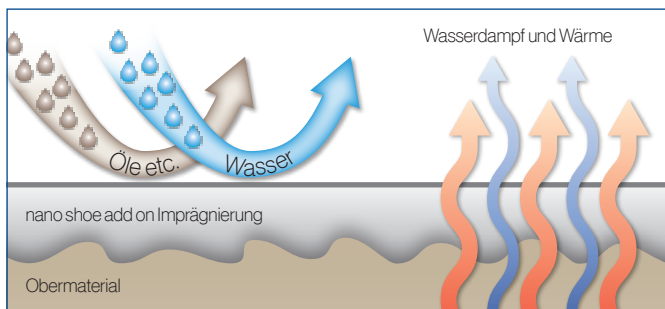 Wasserdampf und Wärme
Öle etc.
Wasser
nano shoe add on Imprägnierung
Obermaterial